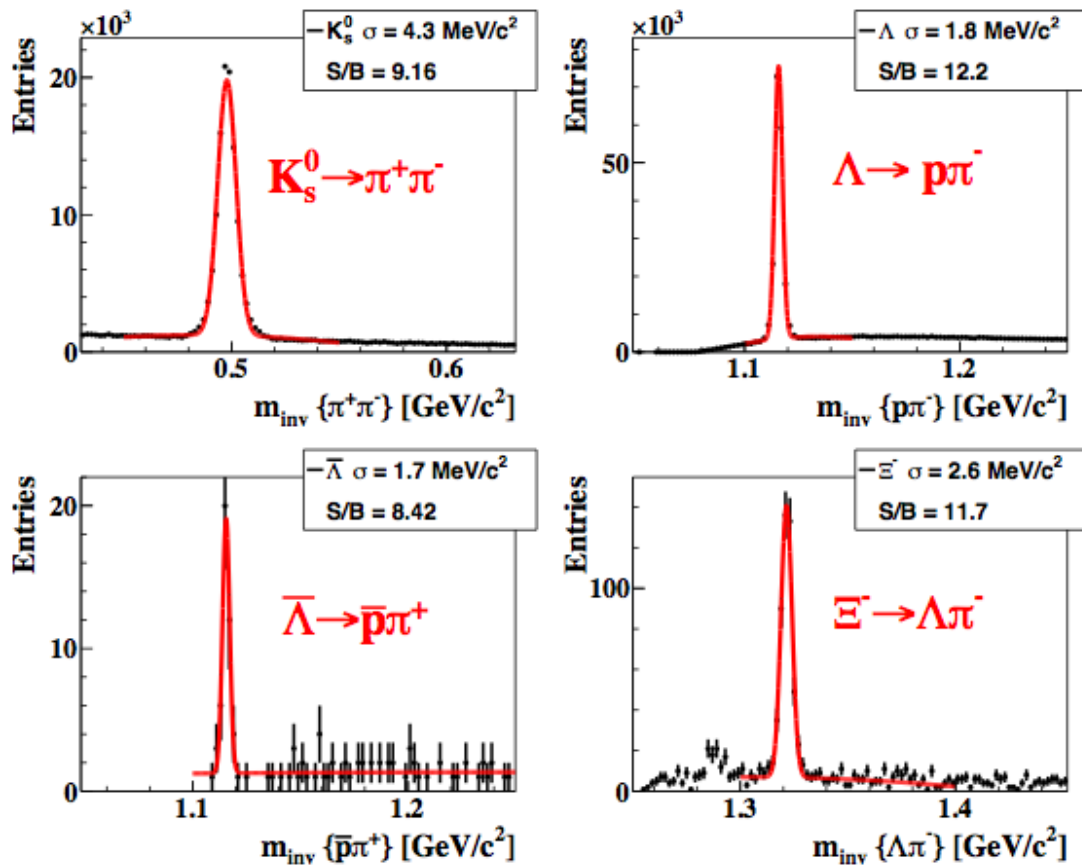 ×10³
K⁰ₛ σ = 4.3 MeV/c²
S/B = 9.16
Entries
20
10
0
K⁰ₛ→π⁺π⁻
0.5
0.6
m_inv {π⁺π⁻} [GeV/c²]
×10³
Λ σ = 1.8 MeV/c²
S/B = 12.2
Entries
50
0
Λ→ pπ⁻
1.1
1.2
m_inv {pπ⁻} [GeV/c²]
Λ̅ σ = 1.7 MeV/c²
S/B = 8.42
Entries
20
10
0
Λ̅→p̅π⁺
1.1
1.2
m_inv {p̅π⁺} [GeV/c²]
Ξ⁻ σ = 2.6 MeV/c²
S/B = 11.7
Entries
100
0
Ξ⁻→Λπ⁻
1.3
1.4
m_inv {Λπ⁻} [GeV/c²]